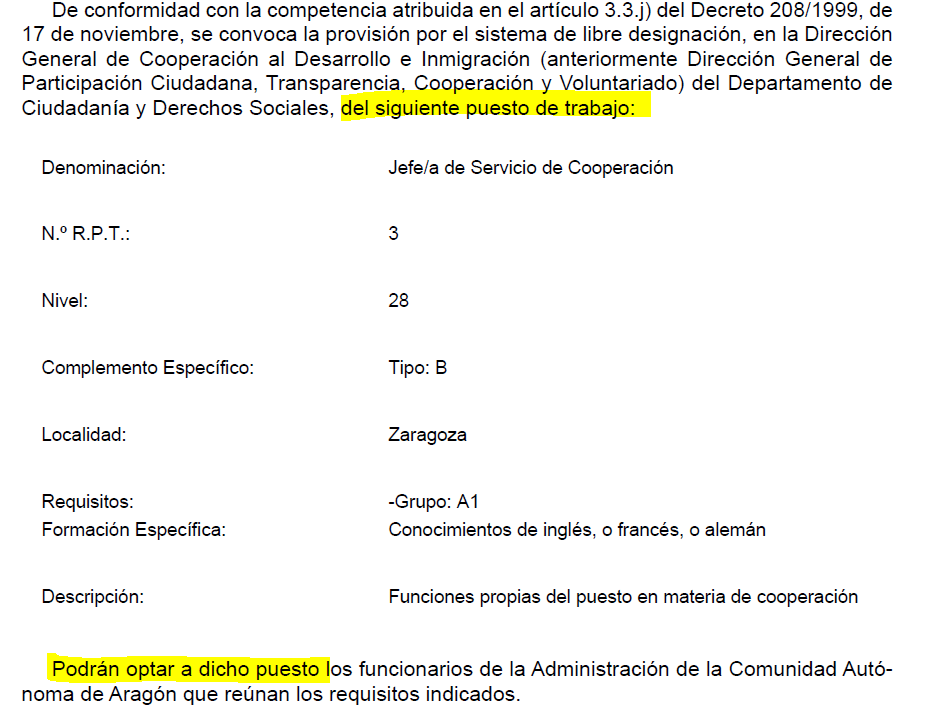 De conformidad con la competencia atribuida en el artículo 3.3.j) del Decreto 208/1999, de
17 de noviembre, se convoca la provisión por el sistema de libre designación, en la Dirección
General de Cooperación al Desarrollo e Inmigración (anteriormente Dirección General de
Participación Ciudadana, Transparencia, Cooperación y Voluntariado) del Departamento de
Ciudadanía y Derechos Sociales, del siguiente puesto de trabajo:
Denominación: Jefe/a de Servicio de Cooperación
N.º R.P.T.: 3
Nivel: 28
Complemento Específico: Tipo: B
Localidad: Zaragoza
Requisitos: -Grupo: A1
Formación Específica: Conocimientos de inglés, o francés, o alemán
Descripción: Funciones propias del puesto en materia de cooperación
Podrán optar a dicho puesto los funcionarios de la Administración de la Comunidad Autó-
noma de Aragón que reúnan los requisitos indicados.